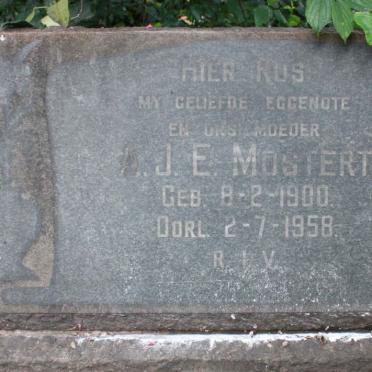 HIER RUS
MY GELIEFDE EGGENOTE
EN ONS MOEDER
A. J. E. MOSTERT
GEB. 8-2-1900.
OORL. 2-7-1958.
R. I. V.